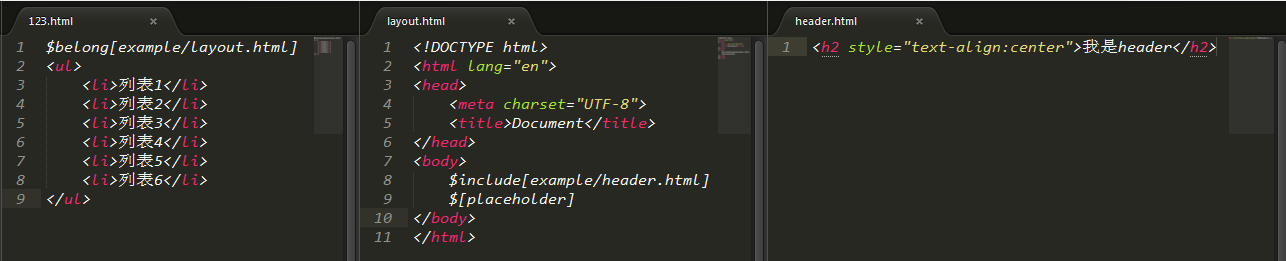 123.html
1 $belong[example/layout.html]
2 <ul>
3     <li>列表1</li>
4     <li>列表2</li>
5     <li>列表3</li>
6     <li>列表4</li>
7     <li>列表5</li>
8     <li>列表6</li>
9 </ul>
layout.html
1 <!DOCTYPE html>
2 <html lang="en">
3 <head>
4     <meta charset="UTF-8">
5     <title>Document</title>
6 </head>
7 <body>
8     $include[example/header.html]
9     $[placeholder]
10 </body>
11 </html>
header.html
1 <h2 style="text-align:center">我是header</h2>